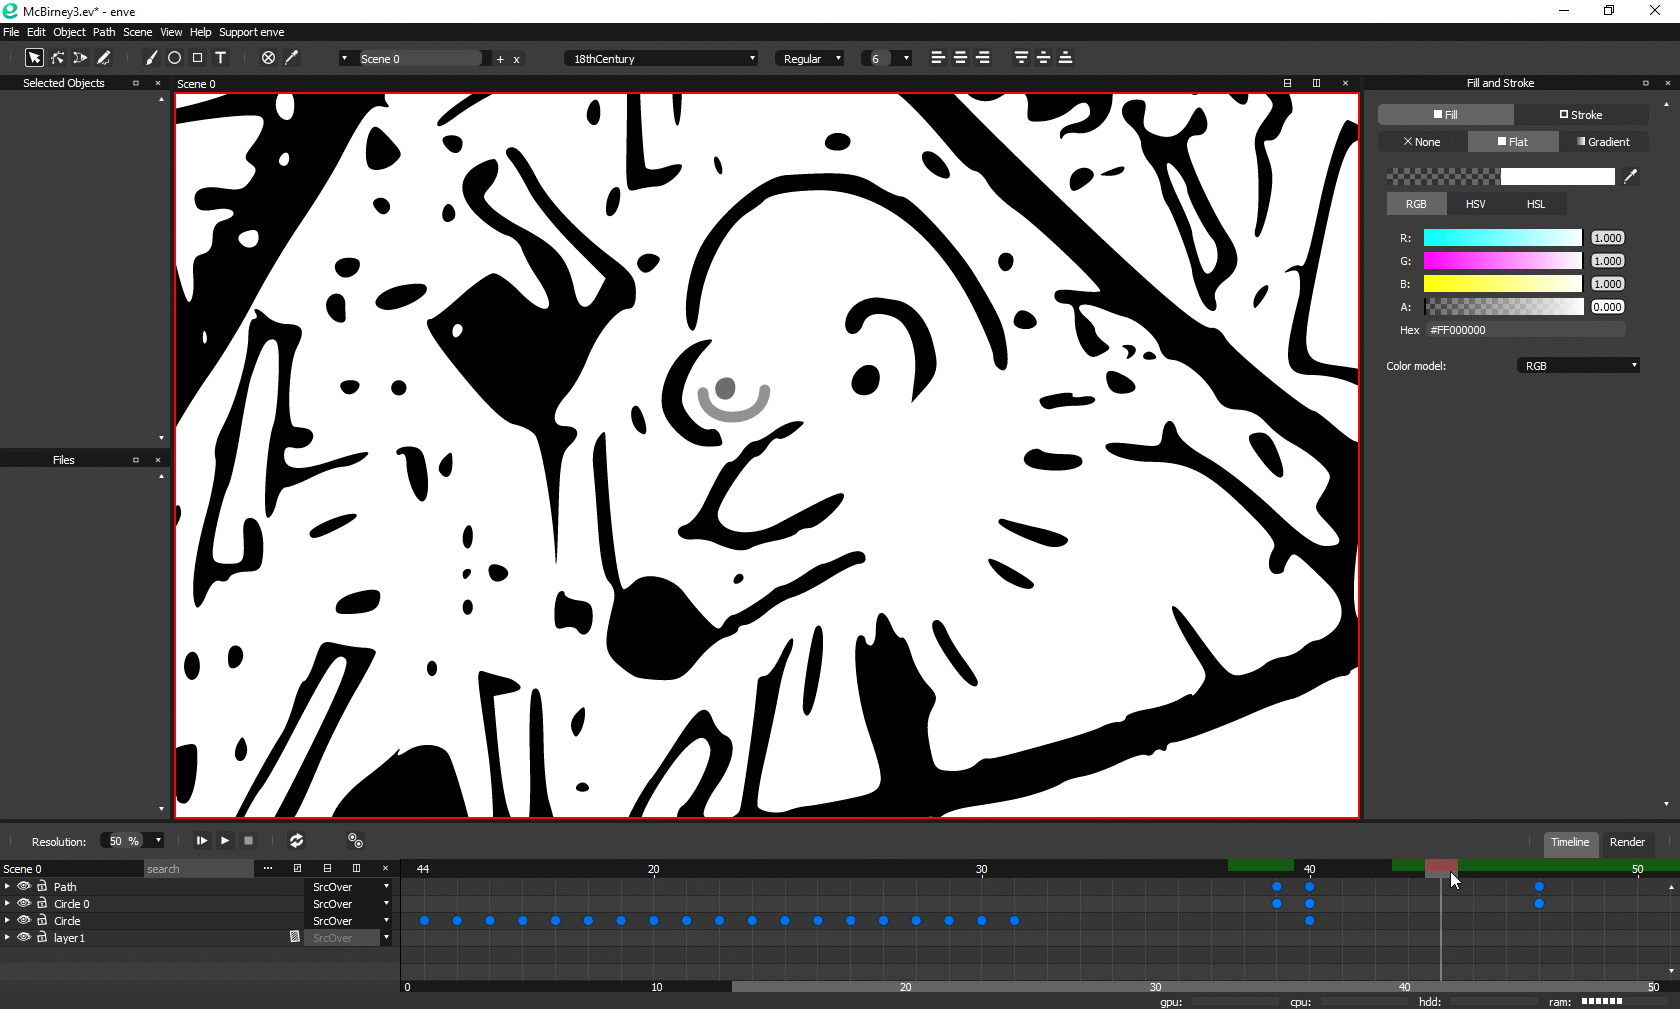 McBirney3.ev* - enve
File Edit Object Path Scene View Help Support enve
Scene 0 + x 18thCentury Regular 6
Selected Objects
Scene 0
Fill and Stroke
Fill Stroke
None Flat Gradient
RGB HSV HSL
R: 1.000
G: 1.000
B: 1.000
A: 0.000
Hex #FF000000
Color model: RGB
Files
Resolution: 50 % Timeline Render
Scene 0 search ··· 44 20 30 40 50
Path SrcOver
Circle 0 SrcOver
Circle SrcOver
layer1 SrcOver
0 10 20 30 40 50
gpu: cpu: hdd: ram: